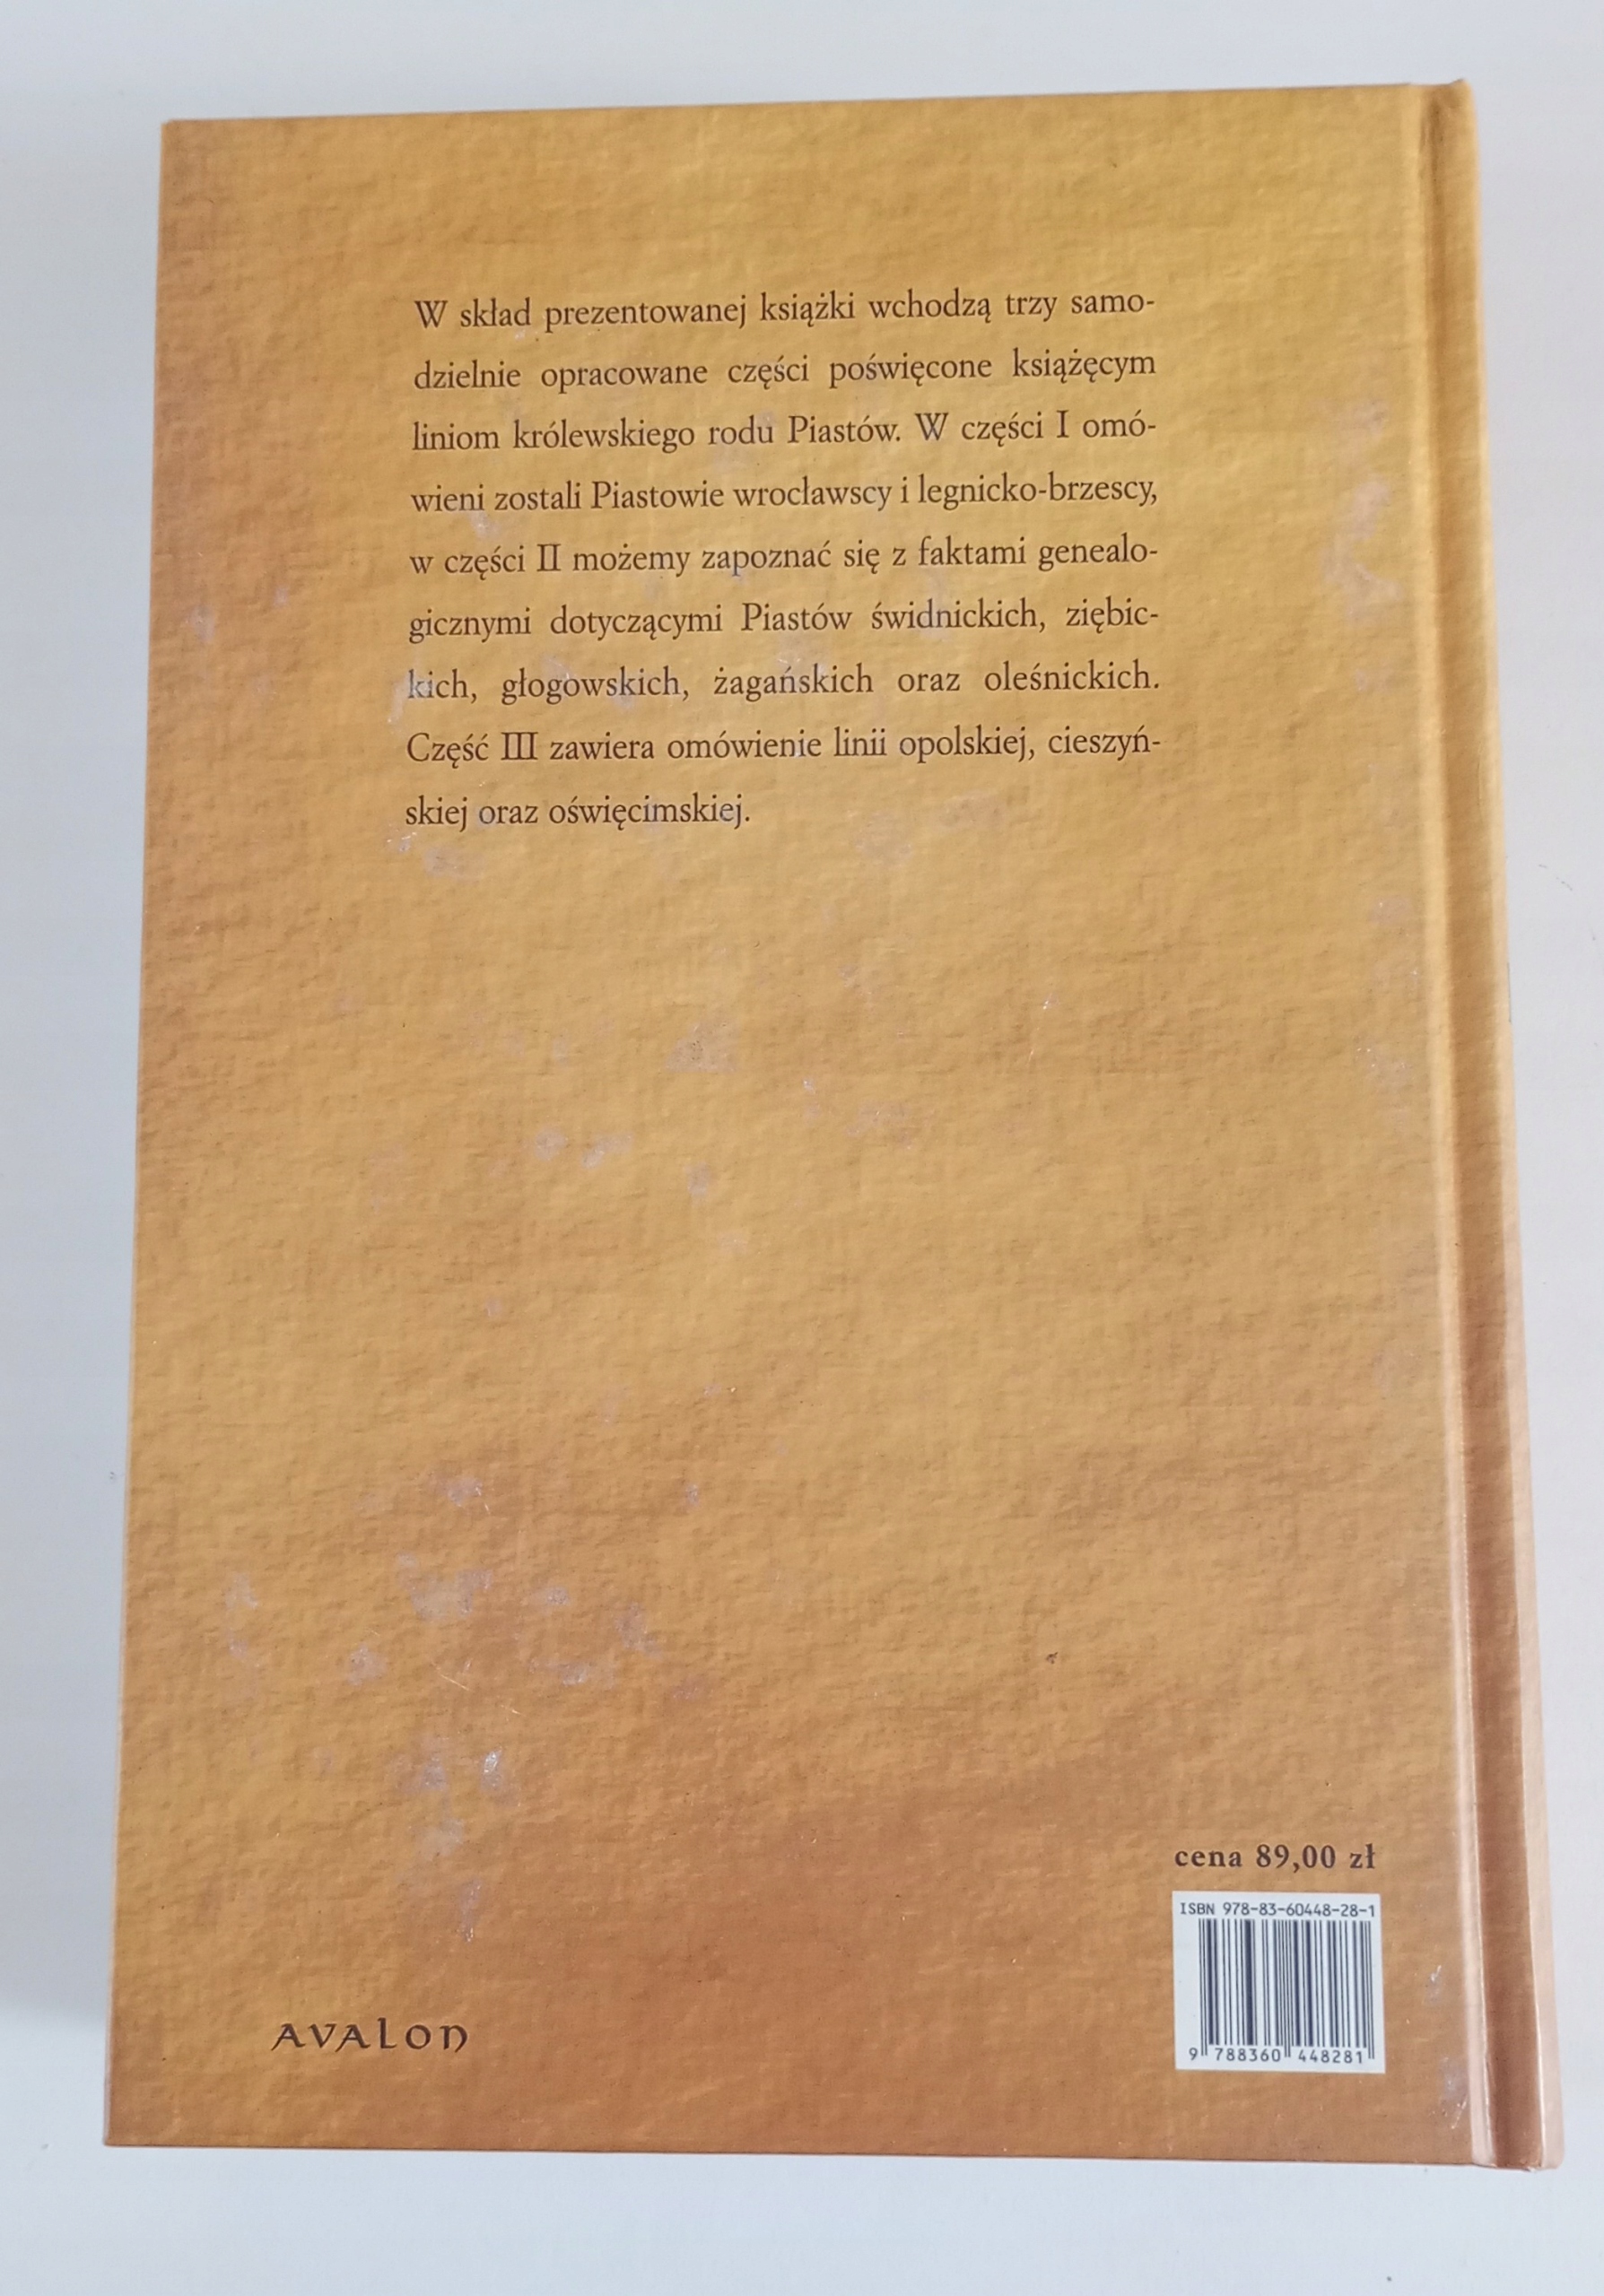 W skład prezentowanej książki wchodzą trzy samo-
dzielnie opracowane części poświęcone książęcym
liniom królewskiego rodu Piastów. W części I omó-
wieni zostali Piastowie wrocławscy i legnicko-brzescy,
w części II możemy zapoznać się z faktami genealo-
gicznymi dotyczącymi Piastów świdnickich, ziębic-
kich, głogowskich, żagańskich oraz oleśnickich.
Część III zawiera omówienie linii opolskiej, cieszyń-
skiej oraz oświęcimskiej.
cena 89,00 zł
ISBN 978-83-60448-28-1
9 788360 448281
AVALON